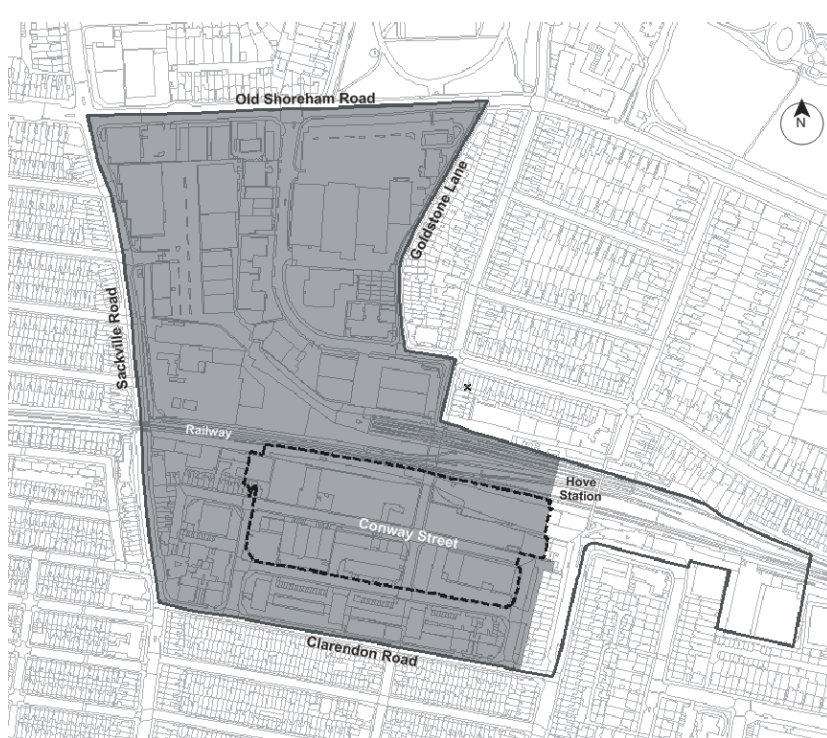 Old Shoreham Road
N
Goldstone Lane
Sackville Road
x
Railway
Hove
Station
Conway Street
Clarendon Road